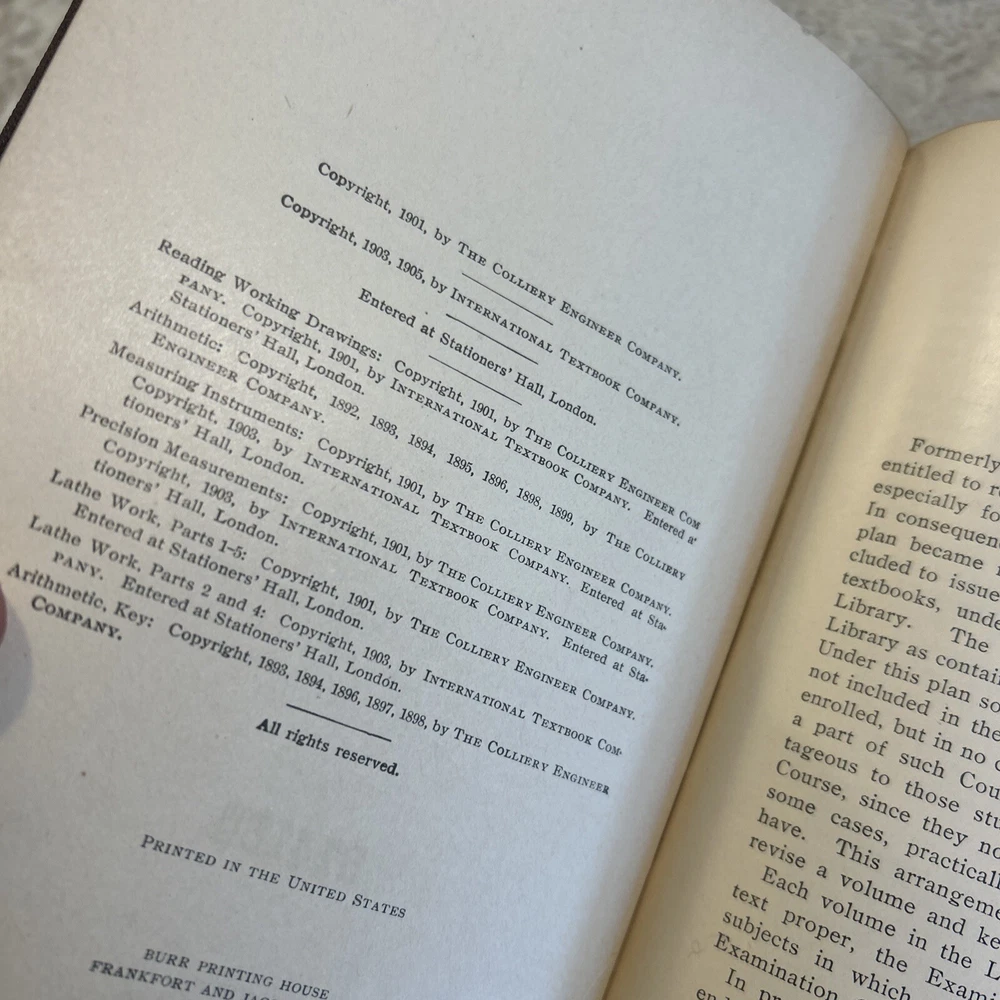 Copyright, 1901, by THE COLLIERY ENGINEER COMPANY.
Copyright, 1903, 1905, by INTERNATIONAL TEXTBOOK COMPANY.
Entered at Stationers' Hall, London.
Reading Working Drawings: Copyright, 1901, by THE COLLIERY ENGINEER COM
PANY. Copyright, 1901, by INTERNATIONAL TEXTBOOK COMPANY. Entered at
Stationers' Hall, London.
Arithmetic: Copyright, 1892, 1893, 1894, 1895, 1896, 1898, 1899, by THE COLLIERY
ENGINEER COMPANY.
Measuring Instruments: Copyright, 1901, by THE COLLIERY ENGINEER COMPANY.
Copyright, 1903, by INTERNATIONAL TEXTBOOK COMPANY. Entered at Sta-
tioners' Hall, London.
Precision Measurements: Copyright, 1901, by THE COLLIERY ENGINEER COMPANY.
Copyright, 1903, by INTERNATIONAL TEXTBOOK COMPANY. Entered at Sta-
tioners' Hall, London.
Lathe Work, Parts 1-5: Copyright, 1901, by THE COLLIERY ENGINEER COMPANY.
Entered at Stationers' Hall, London.
Lathe Work, Parts 2 and 4: Copyright, 1903, by INTERNATIONAL TEXTBOOK COM-
PANY. Entered at Stationers' Hall, London.
Arithmetic, Key: Copyright, 1893, 1894, 1896, 1897, 1898, by THE COLLIERY ENGINEER
COMPANY.
All rights reserved.
PRINTED IN THE UNITED STATES
BURR PRINTING HOUSE
FRANKFORT AND
Formerly
entitled to
especially
In
plan became
cluded to issue
textbooks,
Library. The
Library as
Under this plan
not included in the
enrolled, but in no
a part of such
tageous to those
Course, since they
some cases,
have. This
revise a volume and
Each volume in the
text proper, the
subjects in which
Examination
In